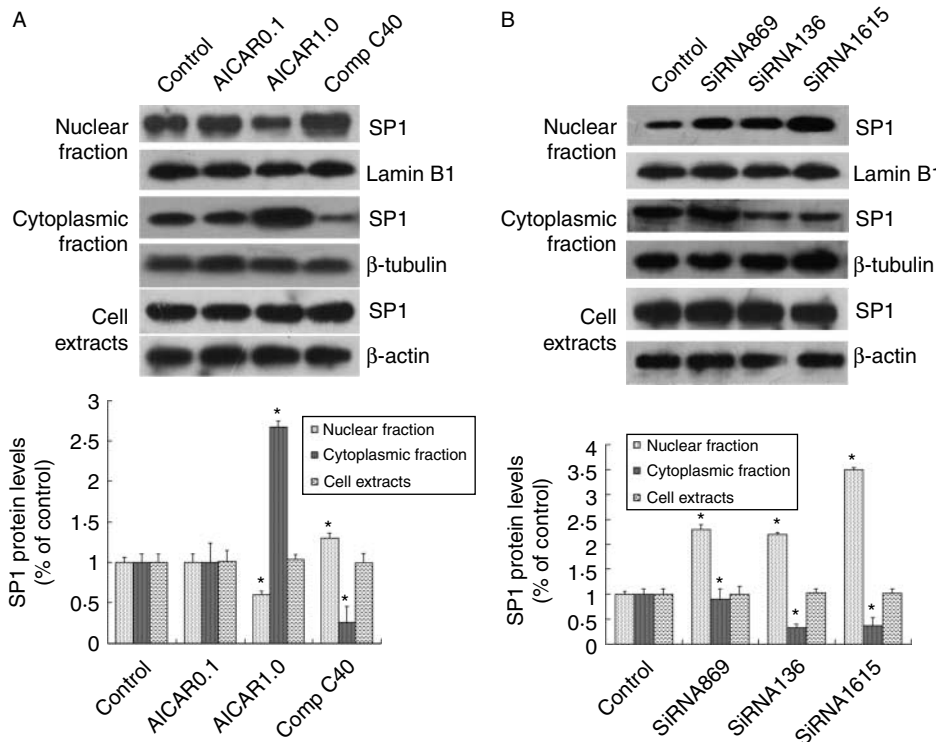 A
Control
AICAR0.1
AICAR1.0
Comp C40
Nuclear
fraction
SP1
Lamin B1
Cytoplasmic
fraction
SP1
β-tubulin
Cell
extracts
SP1
β-actin
SP1 protein levels
(% of control)
3
2·5
2
1·5
1
0·5
0
Nuclear fraction
Cytoplasmic fraction
Cell extracts
*
*
*
*
Control
AICAR0.1
AICAR1.0
Comp C40
B
Control
SiRNA869
SiRNA136
SiRNA1615
Nuclear
fraction
SP1
Lamin B1
Cytoplasmic
fraction
SP1
β-tubulin
Cell
extracts
SP1
β-actin
SP1 protein levels
(% of control)
4
3.5
3
2·5
2
1·5
1
0·5
0
Nuclear fraction
Cytoplasmic fraction
Cell extracts
*
*
*
*
*
*
Control
SiRNA869
SiRNA136
SiRNA1615